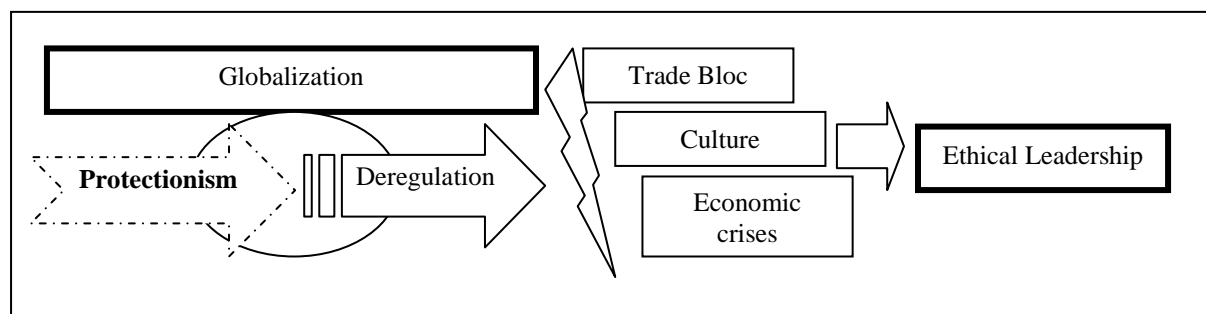 Globalization
Protectionism
Deregulation
Trade Bloc
Culture
Economic
crises
Ethical Leadership